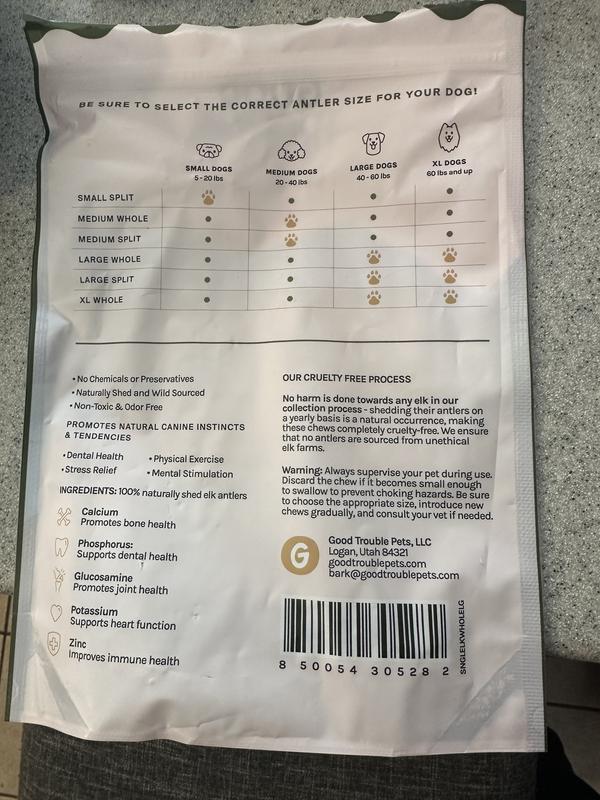 BE SURE TO SELECT THE CORRECT ANTLER SIZE FOR YOUR DOG!
SMALL DOGS
5-20 lbs
MEDIUM DOGS
20-40 lbs
LARGE DOGS
40-60 lbs
XL DOGS
60 lbs and up
SMALL SPLIT
MEDIUM WHOLE
MEDIUM SPLIT
LARGE WHOLE
LARGE SPLIT
XL WHOLE
• No Chemicals or Preservatives
• Naturally Shed and Wild Sourced
• Non-Toxic & Odor Free
PROMOTES NATURAL CANINE INSTINCTS
& TENDENCIES
• Dental Health
• Physical Exercise
• Stress Relief
• Mental Stimulation
INGREDIENTS: 100% naturally shed elk antlers
Calcium
Promotes bone health
Phosphorus:
Supports dental health
Glucosamine
Promotes joint health
Potassium
Supports heart function
Zinc
Improves immune health
OUR CRUELTY FREE PROCESS
No harm is done towards any elk in our
collection process - shedding their antlers on
a yearly basis is a natural occurrence, making
these chews completely cruelty-free. We ensure
that no antlers are sourced from unethical
elk farms.
Warning: Always supervise your pet during use.
Discard the chew if it becomes small enough
to swallow to prevent choking hazards. Be sure
to choose the appropriate size, introduce new
chews gradually, and consult your vet if needed.
G
Good Trouble Pets, LLC
Logan, Utah 84321
goodtroublepets.com
bark@goodtroublepets.com
8 50054 30528 2
SNGLELKWHOLELG